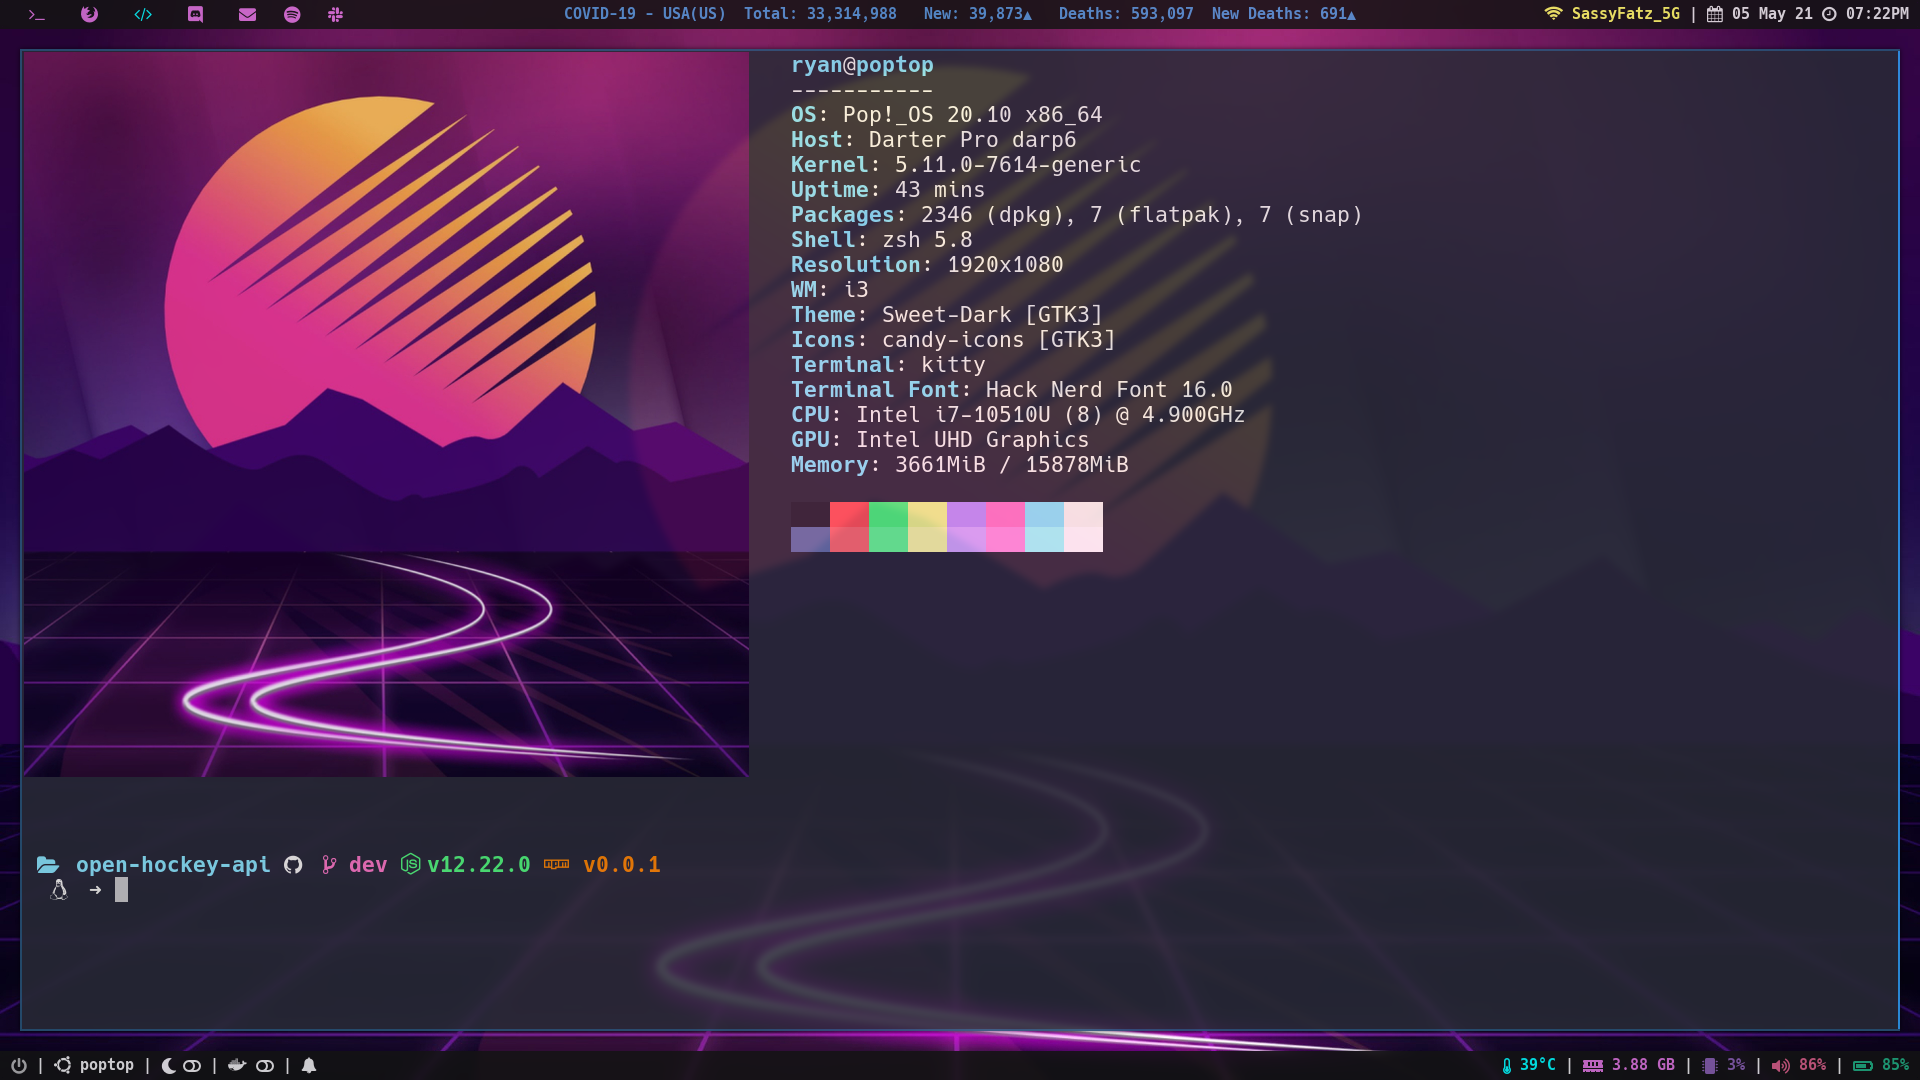 COVID-19 - USA(US) Total: 33,314,988 New: 39,873▲ Deaths: 593,097 New Deaths: 691▲
SassyFatz_5G | 05 May 21 07:22PM
ryan@poptop
-----------
OS: Pop!_OS 20.10 x86_64
Host: Darter Pro darp6
Kernel: 5.11.0-7614-generic
Uptime: 43 mins
Packages: 2346 (dpkg), 7 (flatpak), 7 (snap)
Shell: zsh 5.8
Resolution: 1920x1080
WM: i3
Theme: Sweet-Dark [GTK3]
Icons: candy-icons [GTK3]
Terminal: kitty
Terminal Font: Hack Nerd Font 16.0
CPU: Intel i7-10510U (8) @ 4.900GHz
GPU: Intel UHD Graphics
Memory: 3661MiB / 15878MiB
open-hockey-api dev v12.22.0 v0.0.1
➜
| poptop | | |
39°C | 3.88 GB | 3% | 86% | 85%